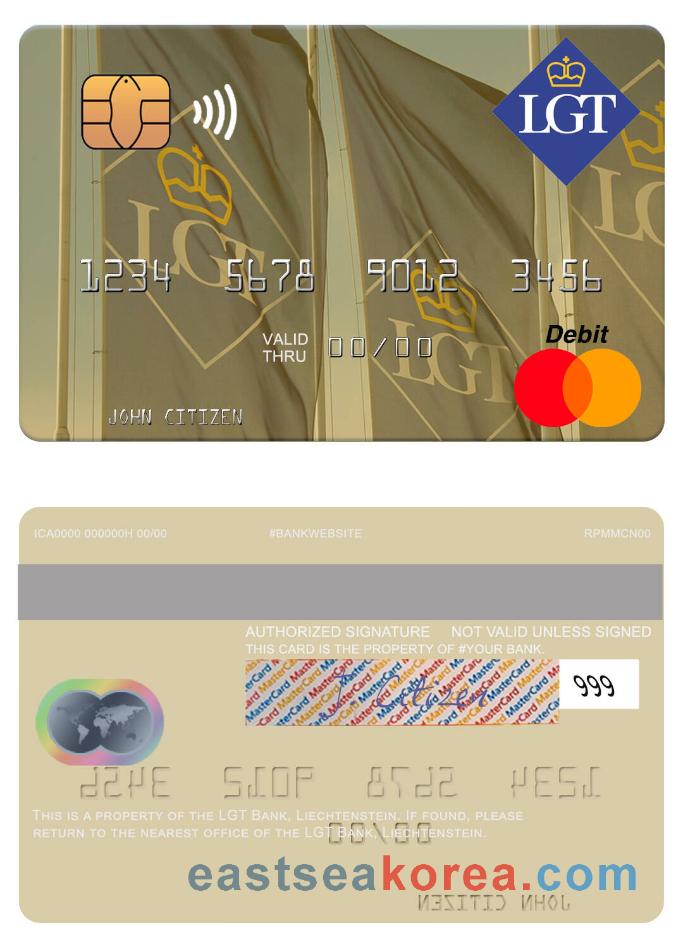 LGT
LGT
LGT
LGT
1234 5678 9012 3456
VALID
THRU
00/00
Debit
JOHN CITIZEN
ICA0000 000000H 00/00 #BANKWEBSITE RPMMCN00
AUTHORIZED SIGNATURE NOT VALID UNLESS SIGNED
THIS CARD IS THE PROPERTY OF #YOUR BANK.
MasterCard MasterCard MasterCard MasterCard
J. Citizen
999
1234 5678 9012 3456
THIS IS A PROPERTY OF THE LGT BANK, LIECHTENSTEIN. IF FOUND, PLEASE
RETURN TO THE NEAREST OFFICE OF THE LGT BANK, LIECHTENSTEIN.
00/00
eastseakorea.com
JOHN CITIZEN